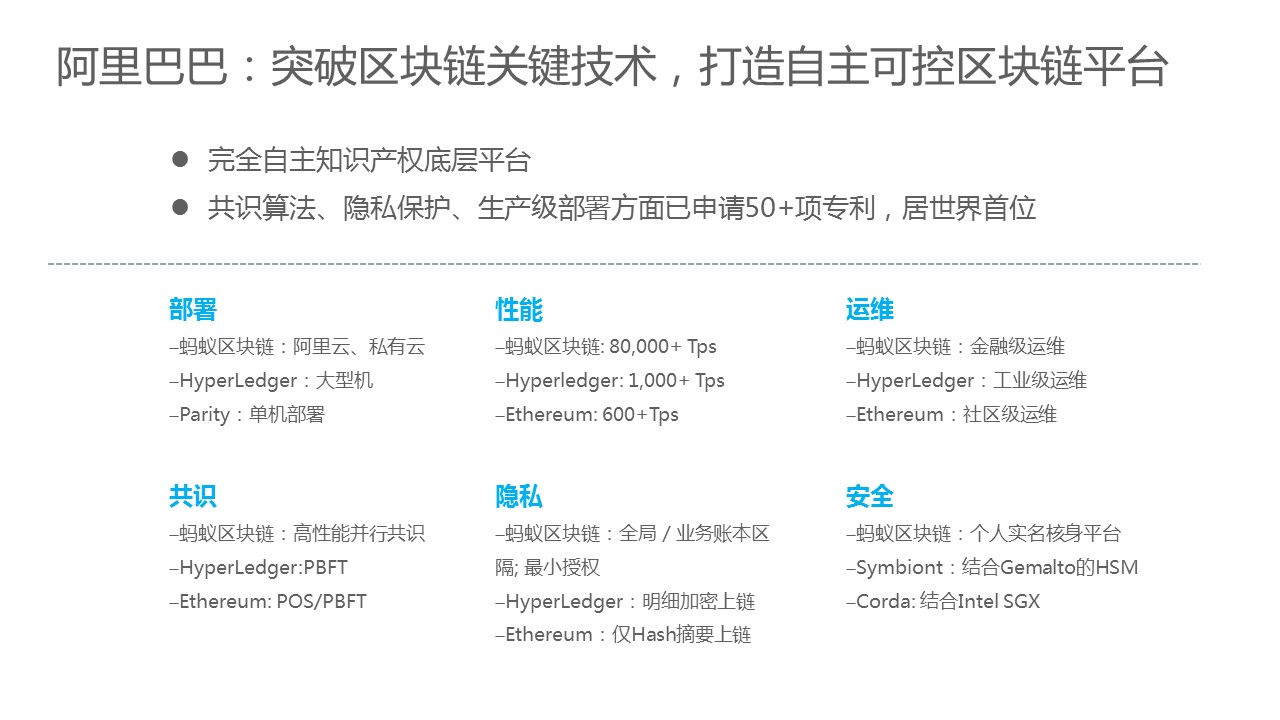 阿里巴巴：突破区块链关键技术，打造自主可控区块链平台
● 完全自主知识产权底层平台
● 共识算法、隐私保护、生产级部署方面已申请50+项专利，居世界首位
部署
–蚂蚁区块链：阿里云、私有云
–HyperLedger：大型机
–Parity：单机部署
性能
–蚂蚁区块链: 80,000+ Tps
–Hyperledger: 1,000+ Tps
–Ethereum: 600+Tps
运维
–蚂蚁区块链：金融级运维
–HyperLedger：工业级运维
–Ethereum：社区级运维
共识
–蚂蚁区块链：高性能并行共识
–HyperLedger:PBFT
–Ethereum: POS/PBFT
隐私
–蚂蚁区块链：全局 / 业务账本区
隔; 最小授权
–HyperLedger：明细加密上链
–Ethereum：仅Hash摘要上链
安全
–蚂蚁区块链：个人实名核身平台
–Symbiont：结合Gemalto的HSM
–Corda: 结合Intel SGX